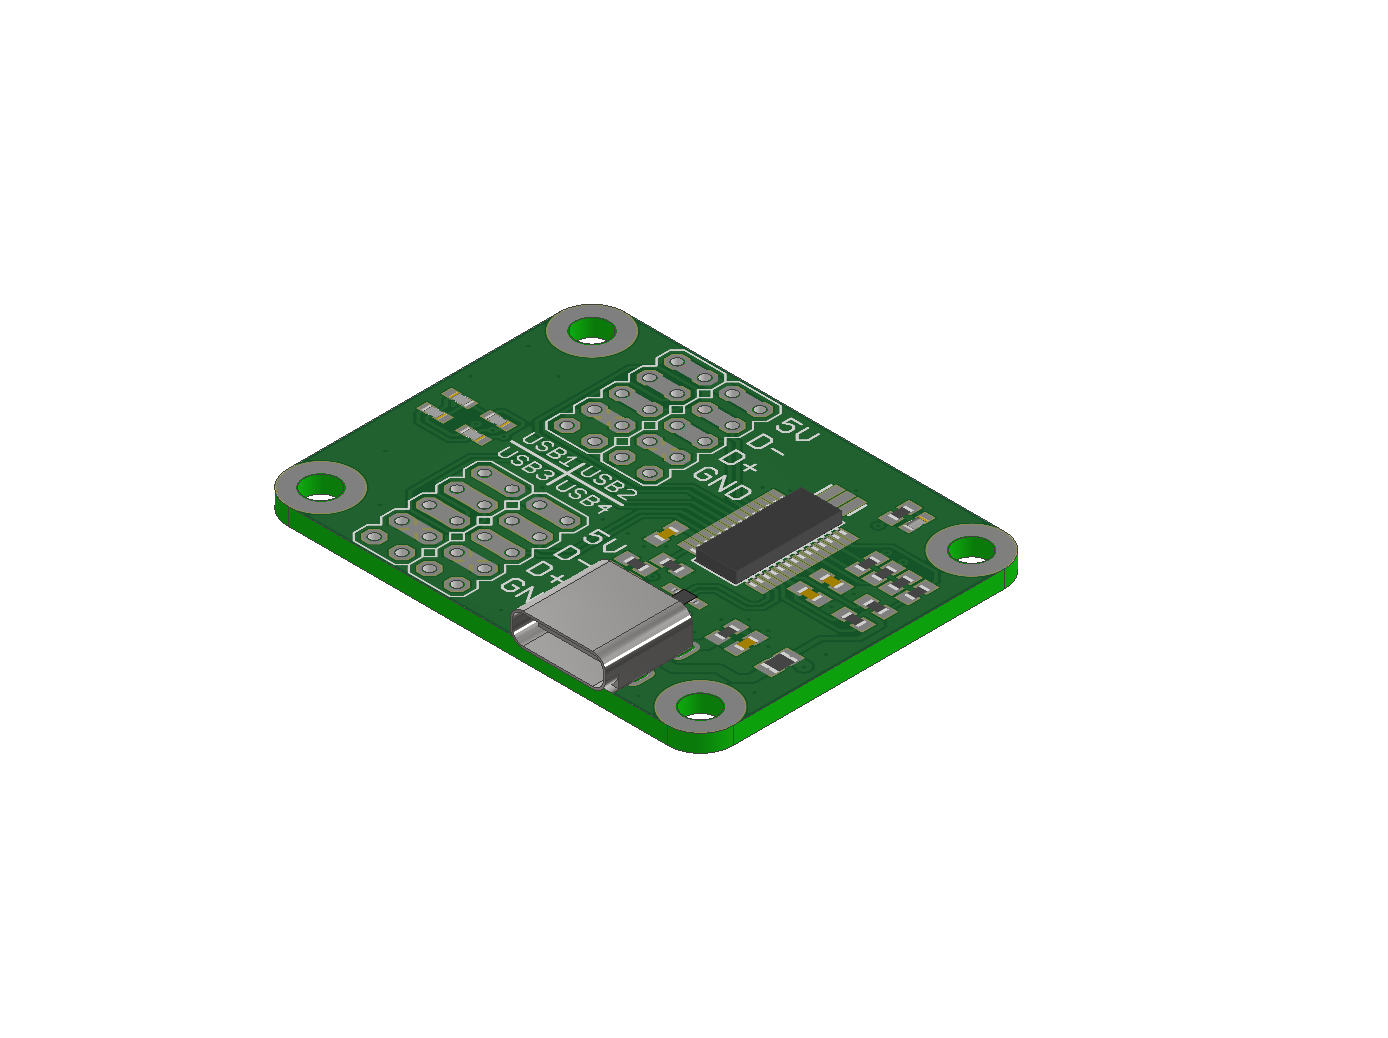 5V
D-
D+
GND
USB1 USB2
USB3 USB4
5V
D-
D+